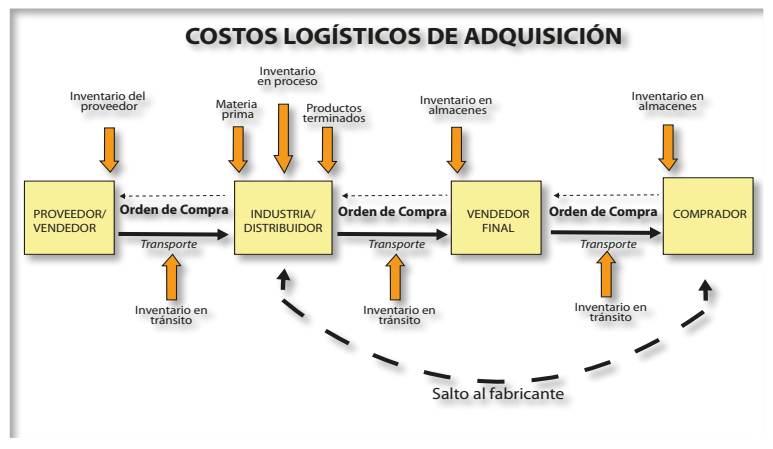 COSTOS LOGÍSTICOS DE ADQUISICIÓN
Inventario
en proceso
Inventario del
proveedor
Materia
prima
Productos
terminados
Inventario en
almacenes
Inventario en
almacenes
PROVEEDOR/
VENDEDOR
Orden de Compra
Transporte
INDUSTRIA/
DISTRIBUIDOR
Orden de Compra
Transporte
VENDEDOR
FINAL
Orden de Compra
Transporte
COMPRADOR
Inventario en
tránsito
Inventario en
tránsito
Inventario en
tránsito
Salto al fabricante